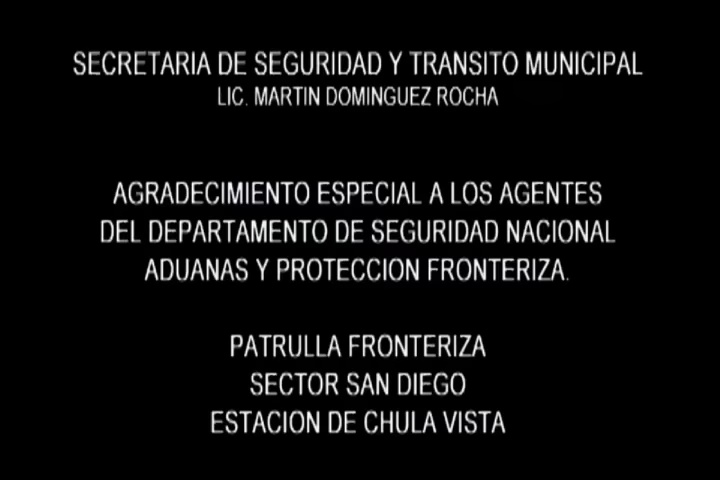 SECRETARIA DE SEGURIDAD Y TRANSITO MUNICIPAL
LIC. MARTIN DOMINGUEZ ROCHA
AGRADECIMIENTO ESPECIAL A LOS AGENTES
DEL DEPARTAMENTO DE SEGURIDAD NACIONAL
ADUANAS Y PROTECCION FRONTERIZA.
PATRULLA FRONTERIZA
SECTOR SAN DIEGO
ESTACION DE CHULA VISTA